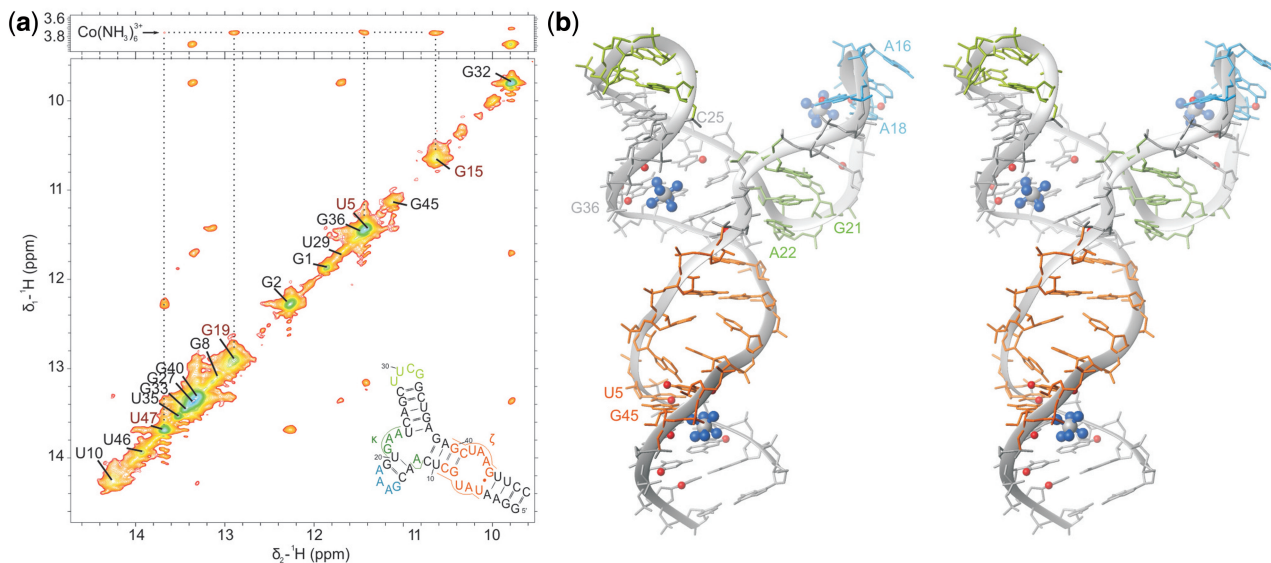 (a)
Co(NH3)6 3+
3.6
3.8
10
11
12
13
14
δ1-1H (ppm)
G32
G15
U5
G45
G36
U29
G1
G2
G19
G8
G40
G27
G33
U35
U47
U46
U10
14 13 12 11 10
δ2-1H (ppm)
30
U U C G
C G
G C
A U
C G
U A
κ
A A G
20
G U
A C A A C U
G A A
10
G A G C U A A G U U C C
40
ζ
G C U A U A A A G G
5'
(b)
A16
A18
C25
G36
G21
A22
U5
G45